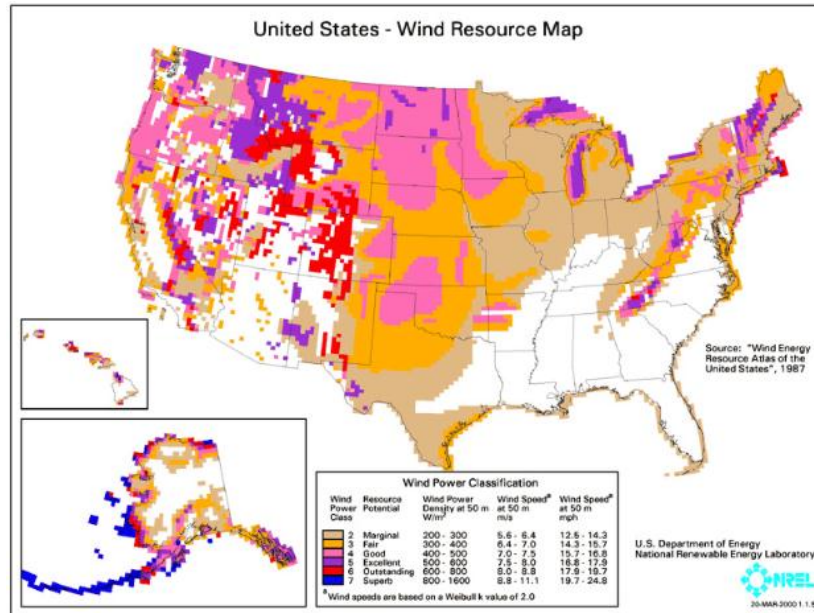 United States - Wind Resource Map
Source: "Wind Energy
Resource Atlas of the
United States", 1987
Wind Power Classification
Wind Power Class Resource Potential Wind Power Density at 50 m W/m² Wind Speedª at 50 m m/s Wind Speedª at 50 m mph
2 Marginal 200 - 300 5.6 - 6.4 12.5 - 14.3
3 Fair 300 - 400 6.4 - 7.0 14.3 - 15.7
4 Good 400 - 500 7.0 - 7.5 15.7 - 16.8
5 Excellent 500 - 600 7.5 - 8.0 16.8 - 17.9
6 Outstanding 600 - 800 8.0 - 8.8 17.9 - 19.7
7 Superb 800 - 1600 8.8 - 11.1 19.7 - 24.8
ª Wind speeds are based on a Weibull k value of 2.0
U.S. Department of Energy
National Renewable Energy Laboratory
NREL